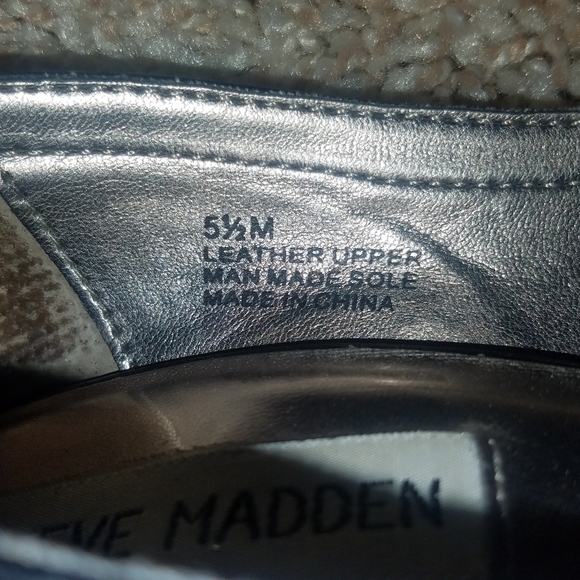 5½M
LEATHER UPPER
MAN MADE SOLE
MADE IN CHINA
EVE MADDEN